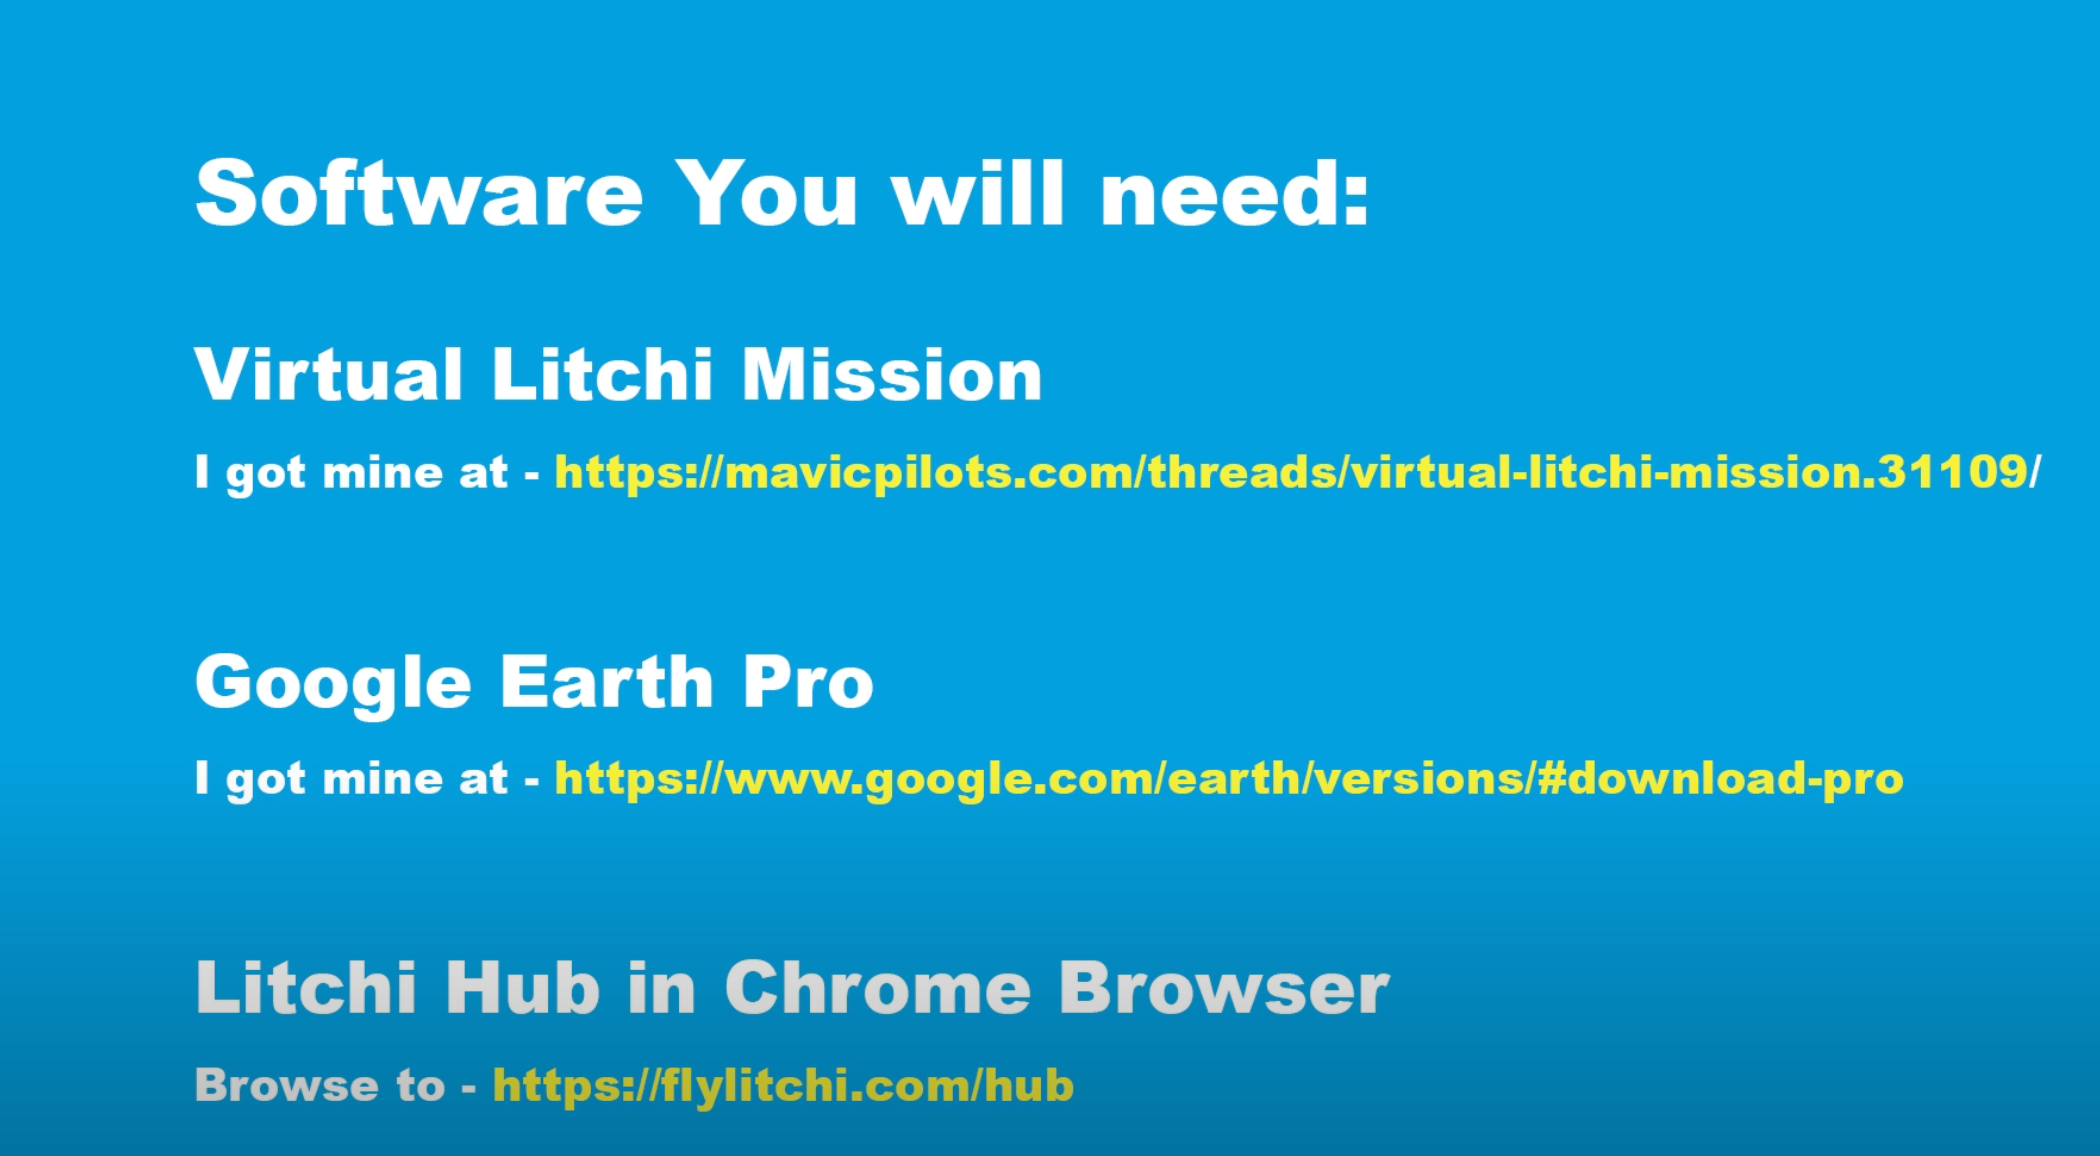 Software You will need:
Virtual Litchi Mission
I got mine at - https://mavicpilots.com/threads/virtual-litchi-mission.31109/
Google Earth Pro
I got mine at - https://www.google.com/earth/versions/#download-pro
Litchi Hub in Chrome Browser
Browse to - https://flylitchi.com/hub